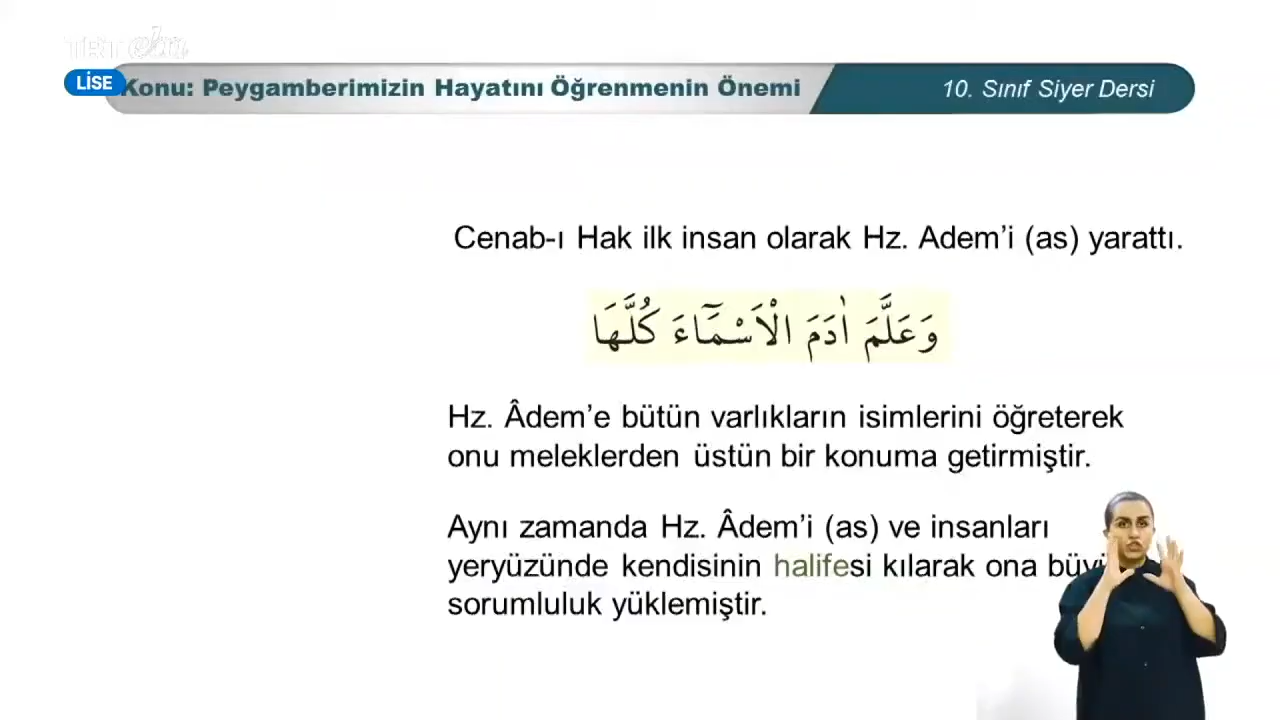 TRT eba
LİSE
Konu: Peygamberimizin Hayatını Öğrenmenin Önemi
10. Sınıf Siyer Dersi
Cenab-ı Hak ilk insan olarak Hz. Adem’i (as) yarattı.
وَعَلَّمَ اٰدَمَ الْاَسْمَٓاءَ كُلَّهَا
Hz. Âdem’e bütün varlıkların isimlerini öğreterek
onu meleklerden üstün bir konuma getirmiştir.
Aynı zamanda Hz. Âdem’i (as) ve insanları
yeryüzünde kendisinin halifesi kılarak ona
sorumluluk yüklemiştir.